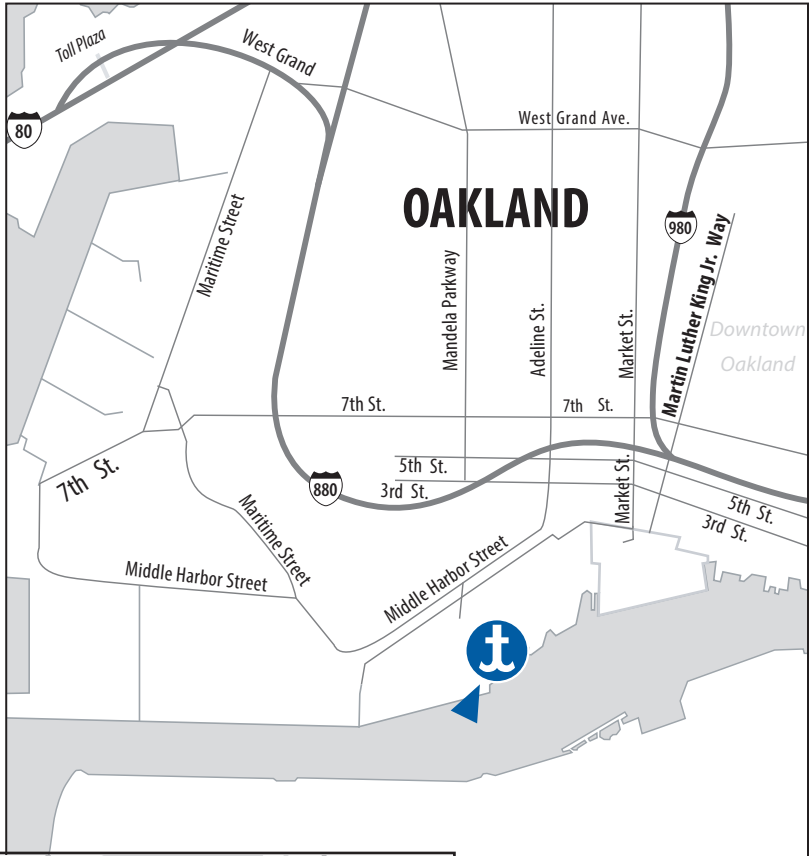 Toll Plaza
West Grand
80
West Grand Ave.
OAKLAND
980
Maritime Street
Mandela Parkway
Adeline St.
Market St.
Martin Luther King Jr. Way
Downtown
Oakland
7th St.
7th St.
7th St.
5th St.
3rd St.
880
Market St.
5th St.
3rd St.
Maritime Street
Middle Harbor Street
Middle Harbor Street